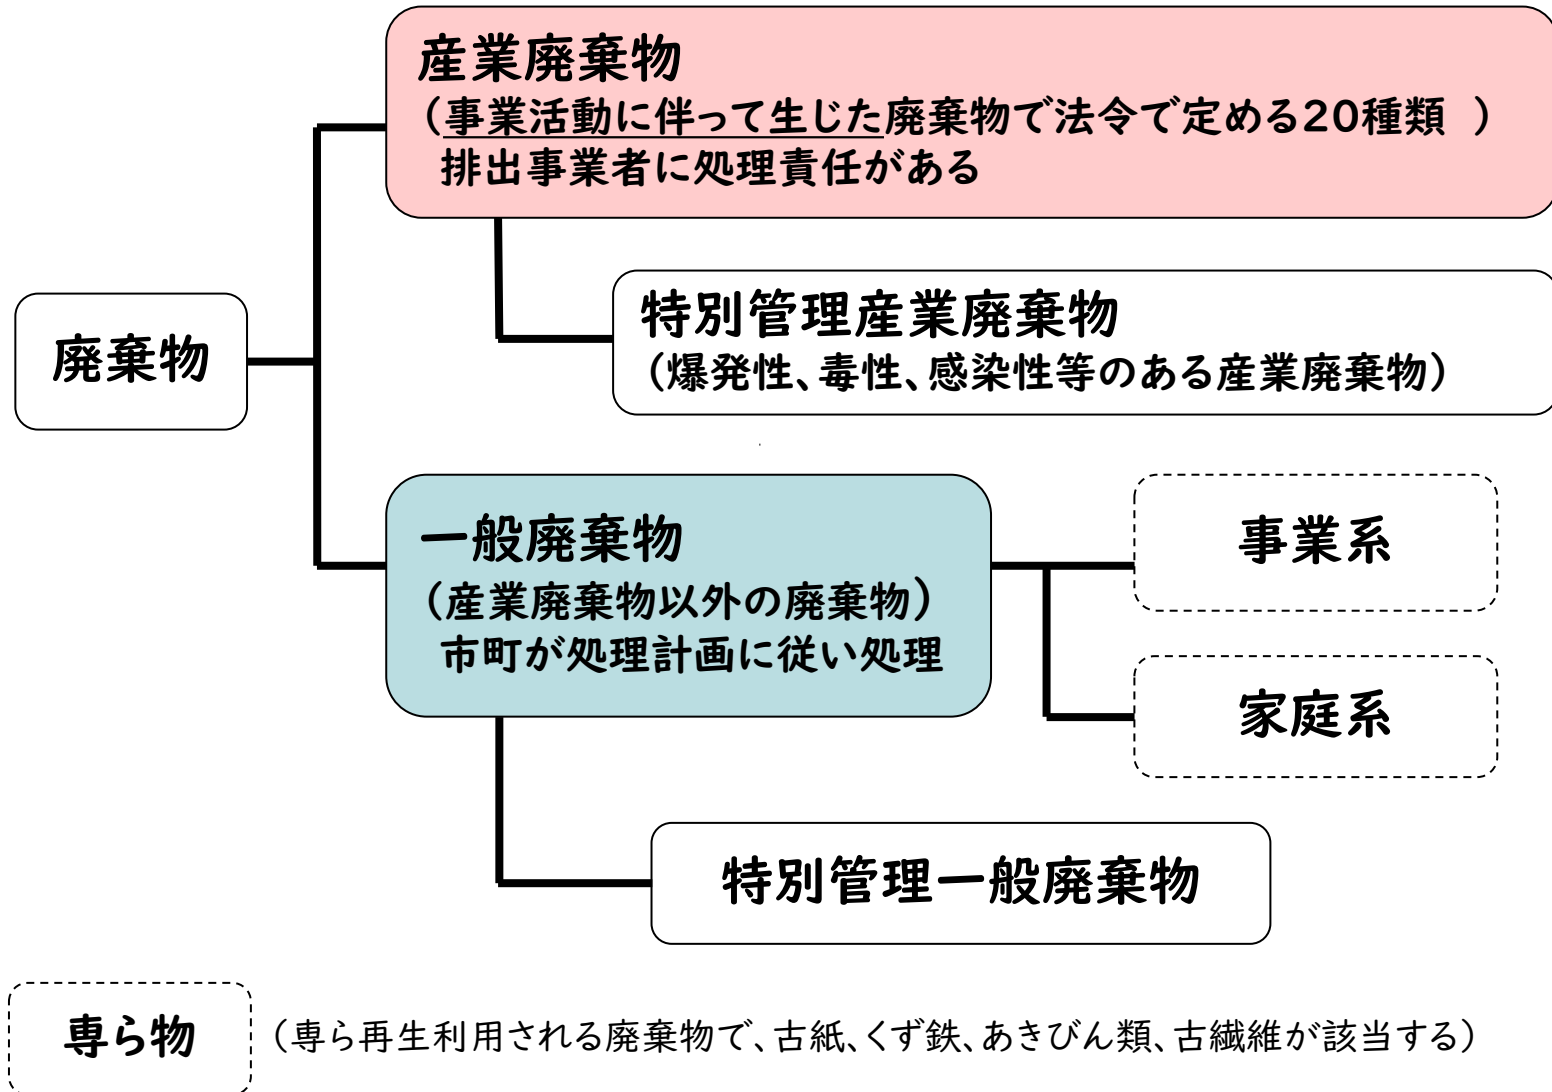 産業廃棄物
(事業活動に伴って生じた廃棄物で法令で定める20種類　)
排出事業者に処理責任がある
特別管理産業廃棄物
(爆発性、毒性、感染性等のある産業廃棄物)
廃棄物
一般廃棄物
(産業廃棄物以外の廃棄物)
市町が処理計画に従い処理
事業系
家庭系
特別管理一般廃棄物
専ら物
(専ら再生利用される廃棄物で、古紙、くず鉄、あきびん類、古繊維が該当する)